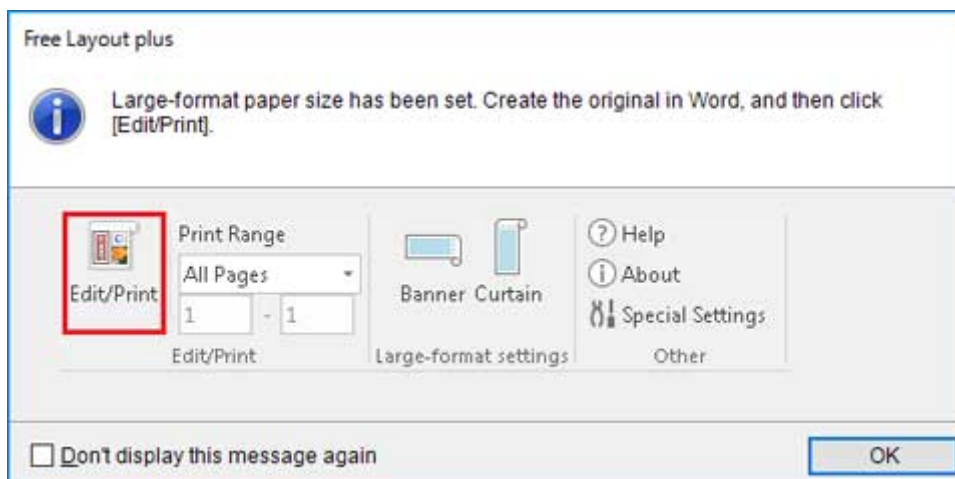 Free Layout plus
Large-format paper size has been set. Create the original in Word, and then click
[Edit/Print].
Edit/Print
Print Range
All Pages
1 - 1
Edit/Print
Banner Curtain
Large-format settings
Help
About
Special Settings
Other
Don't display this message again
OK